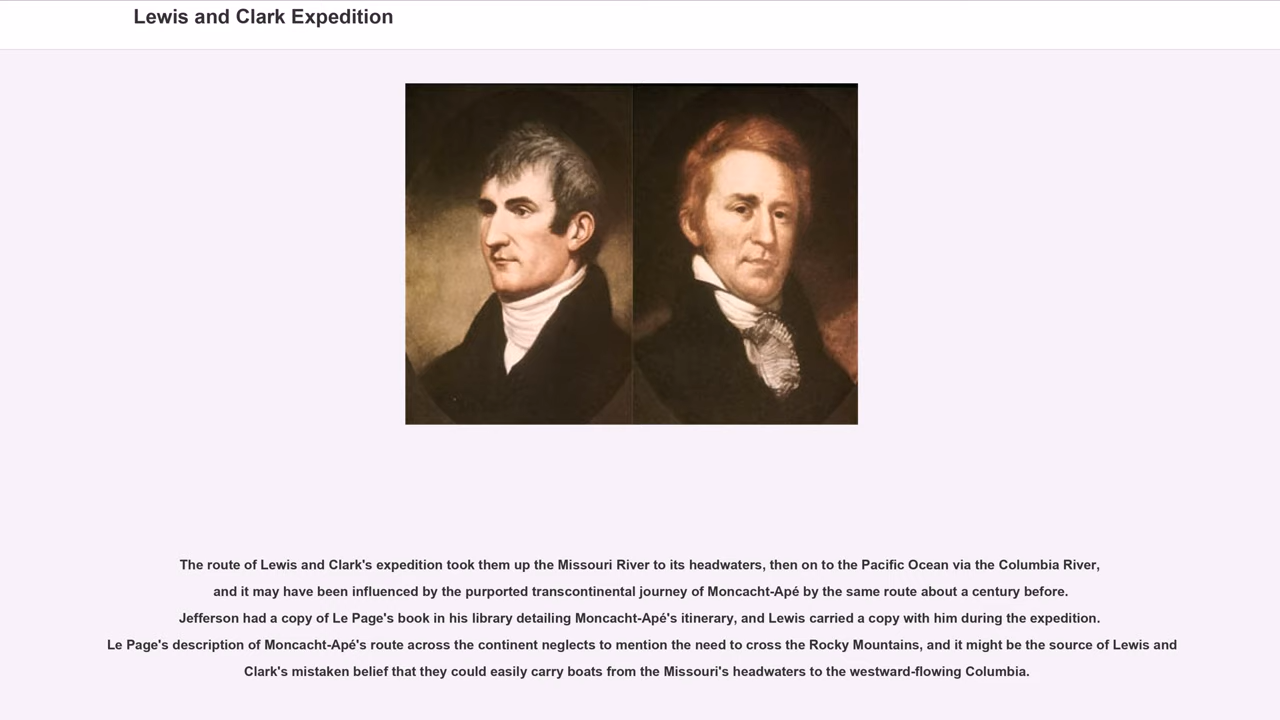 Lewis and Clark Expedition
The route of Lewis and Clark's expedition took them up the Missouri River to its headwaters, then on to the Pacific Ocean via the Columbia River,
and it may have been influenced by the purported transcontinental journey of Moncacht-Apé by the same route about a century before.
Jefferson had a copy of Le Page's book in his library detailing Moncacht-Apé's itinerary, and Lewis carried a copy with him during the expedition.
Le Page's description of Moncacht-Apé's route across the continent neglects to mention the need to cross the Rocky Mountains, and it might be the source of Lewis and
Clark's mistaken belief that they could easily carry boats from the Missouri's headwaters to the westward-flowing Columbia.